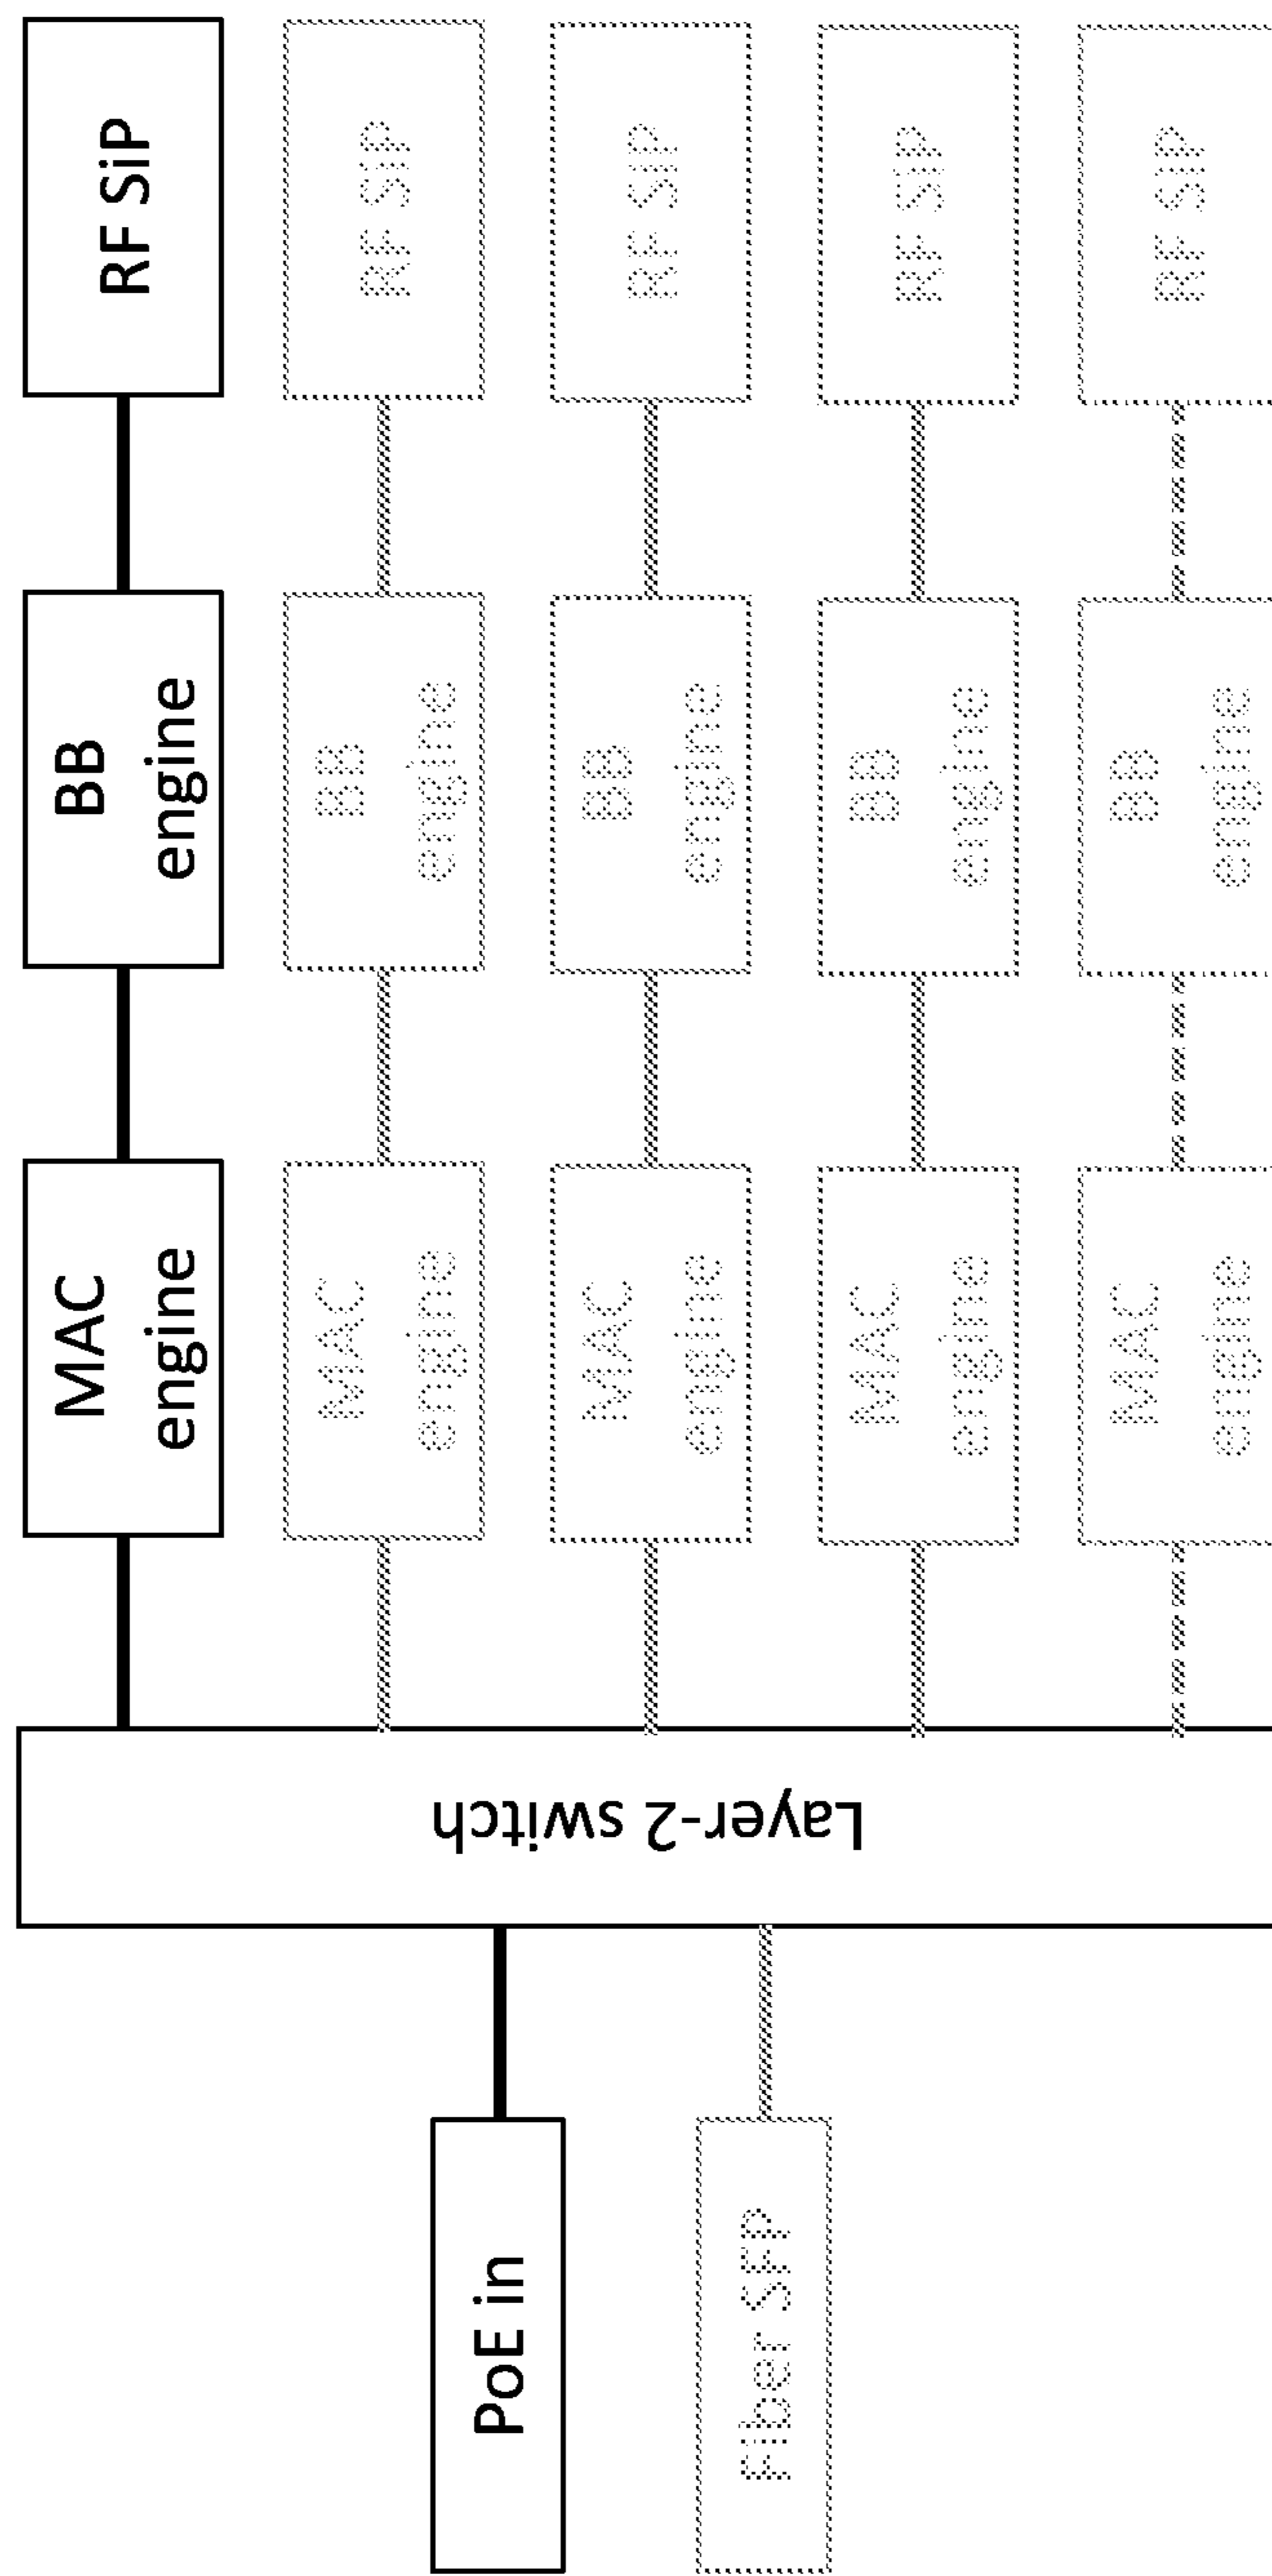 PoE in
Fiber SFP
Layer-2 switch
MAC
engine
BB
engine
RF SiP
MAC
engine
BB
engine
RF SiP
MAC
engine
BB
engine
RF SiP
MAC
engine
BB
engine
RF SiP
MAC
engine
BB
engine
RF SiP